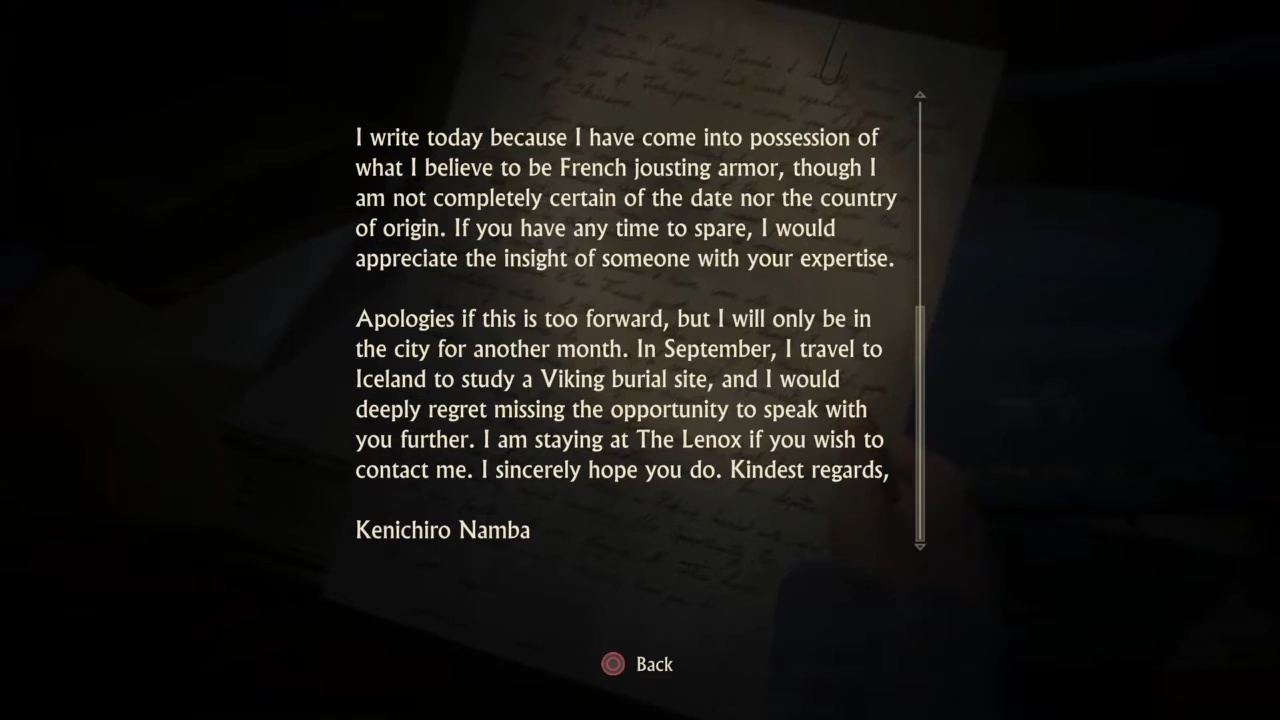 I write today because I have come into possession of
what I believe to be French jousting armor, though I
am not completely certain of the date nor the country
of origin. If you have any time to spare, I would
appreciate the insight of someone with your expertise.
Apologies if this is too forward, but I will only be in
the city for another month. In September, I travel to
Iceland to study a Viking burial site, and I would
deeply regret missing the opportunity to speak with
you further. I am staying at The Lenox if you wish to
contact me. I sincerely hope you do. Kindest regards,
Kenichiro Namba
Back